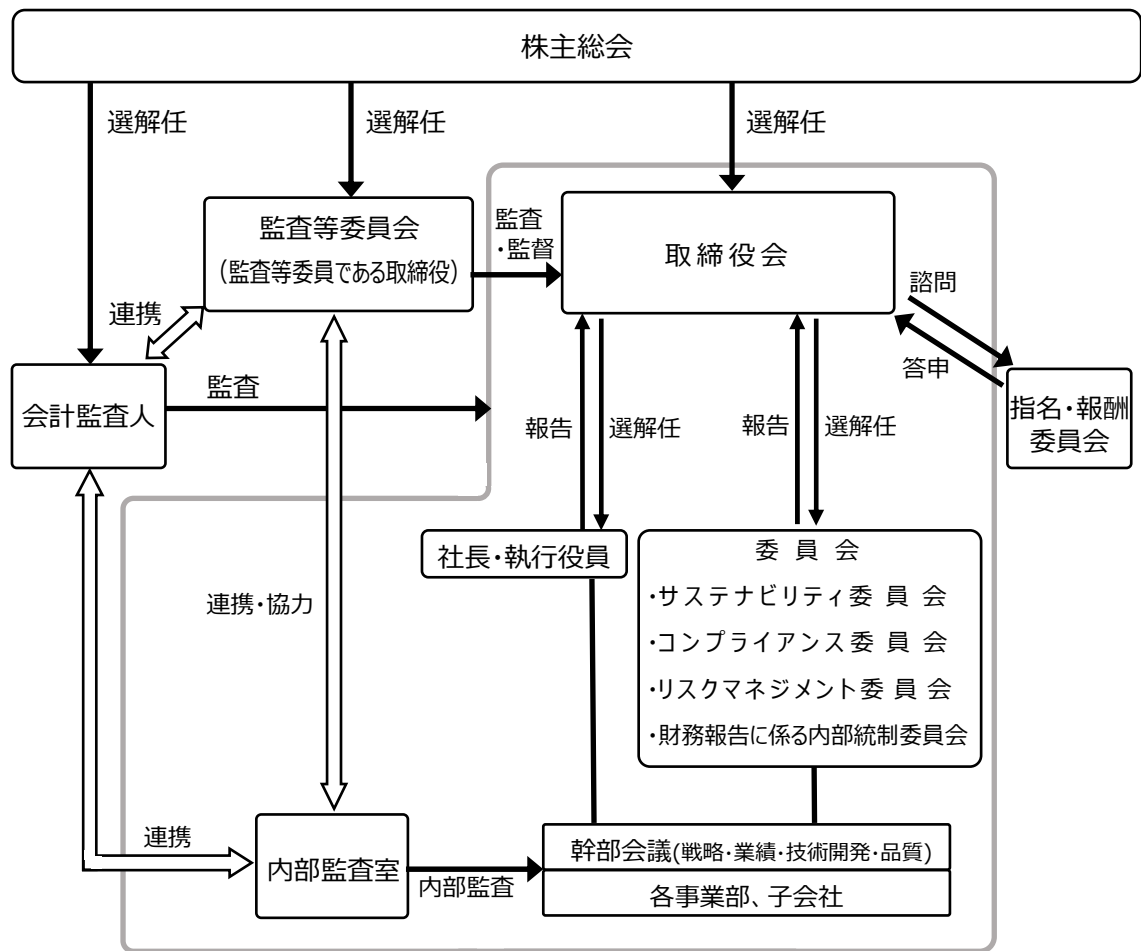 株主総会
選解任
選解任
選解任
監査等委員会
(監査等委員である取締役)
監査
・監督
取締役会
諮問
答申
連携
会計監査人
監査
報告
選解任
報告
選解任
指名・報酬
委員会
社長・執行役員
委員会
・サステナビリティ委員会
・コンプライアンス委員会
・リスクマネジメント委員会
・財務報告に係る内部統制委員会
連携・協力
連携
内部監査室
内部監査
幹部会議(戦略・業績・技術開発・品質)
各事業部、子会社